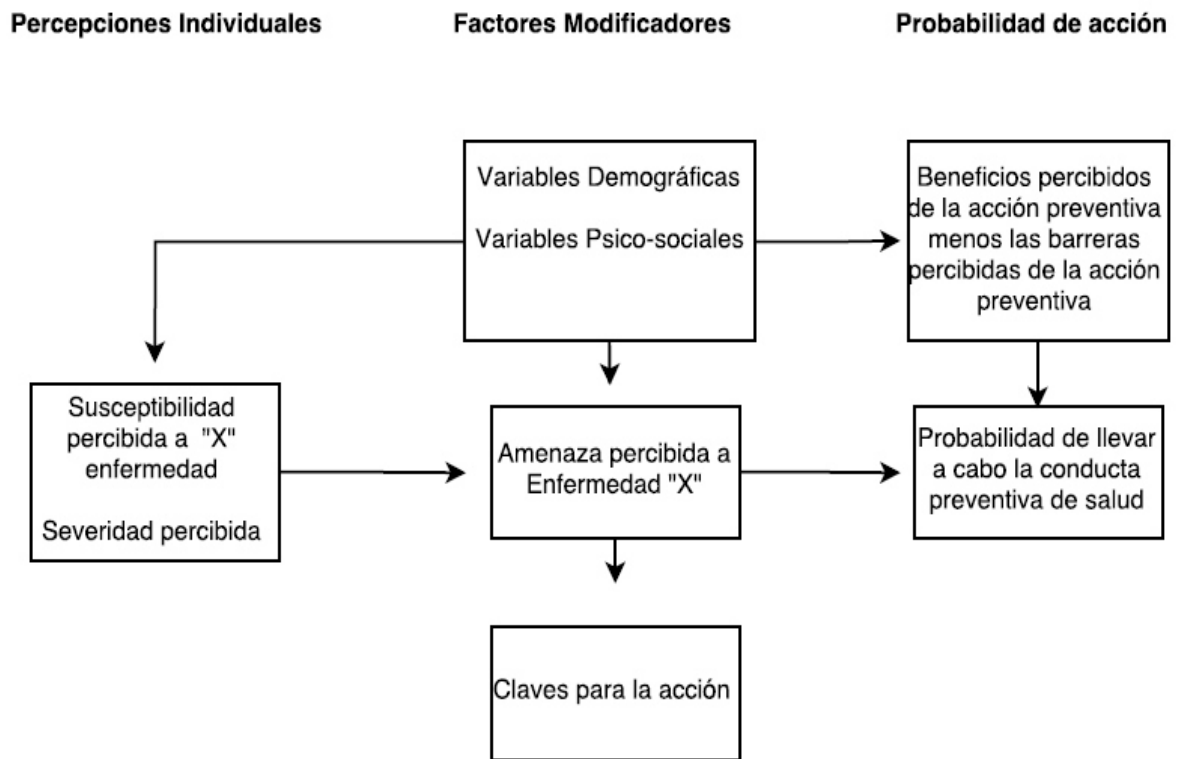 Percepciones Individuales
Factores Modificadores
Probabilidad de acción
Variables Demográficas
Variables Psico-sociales
Beneficios percibidos
de la acción preventiva
menos las barreras
percibidas de la acción
preventiva
Susceptibilidad
percibida a "X"
enfermedad
Severidad percibida
Amenaza percibida a
Enfermedad "X"
Probabilidad de llevar
a cabo la conducta
preventiva de salud
Claves para la acción